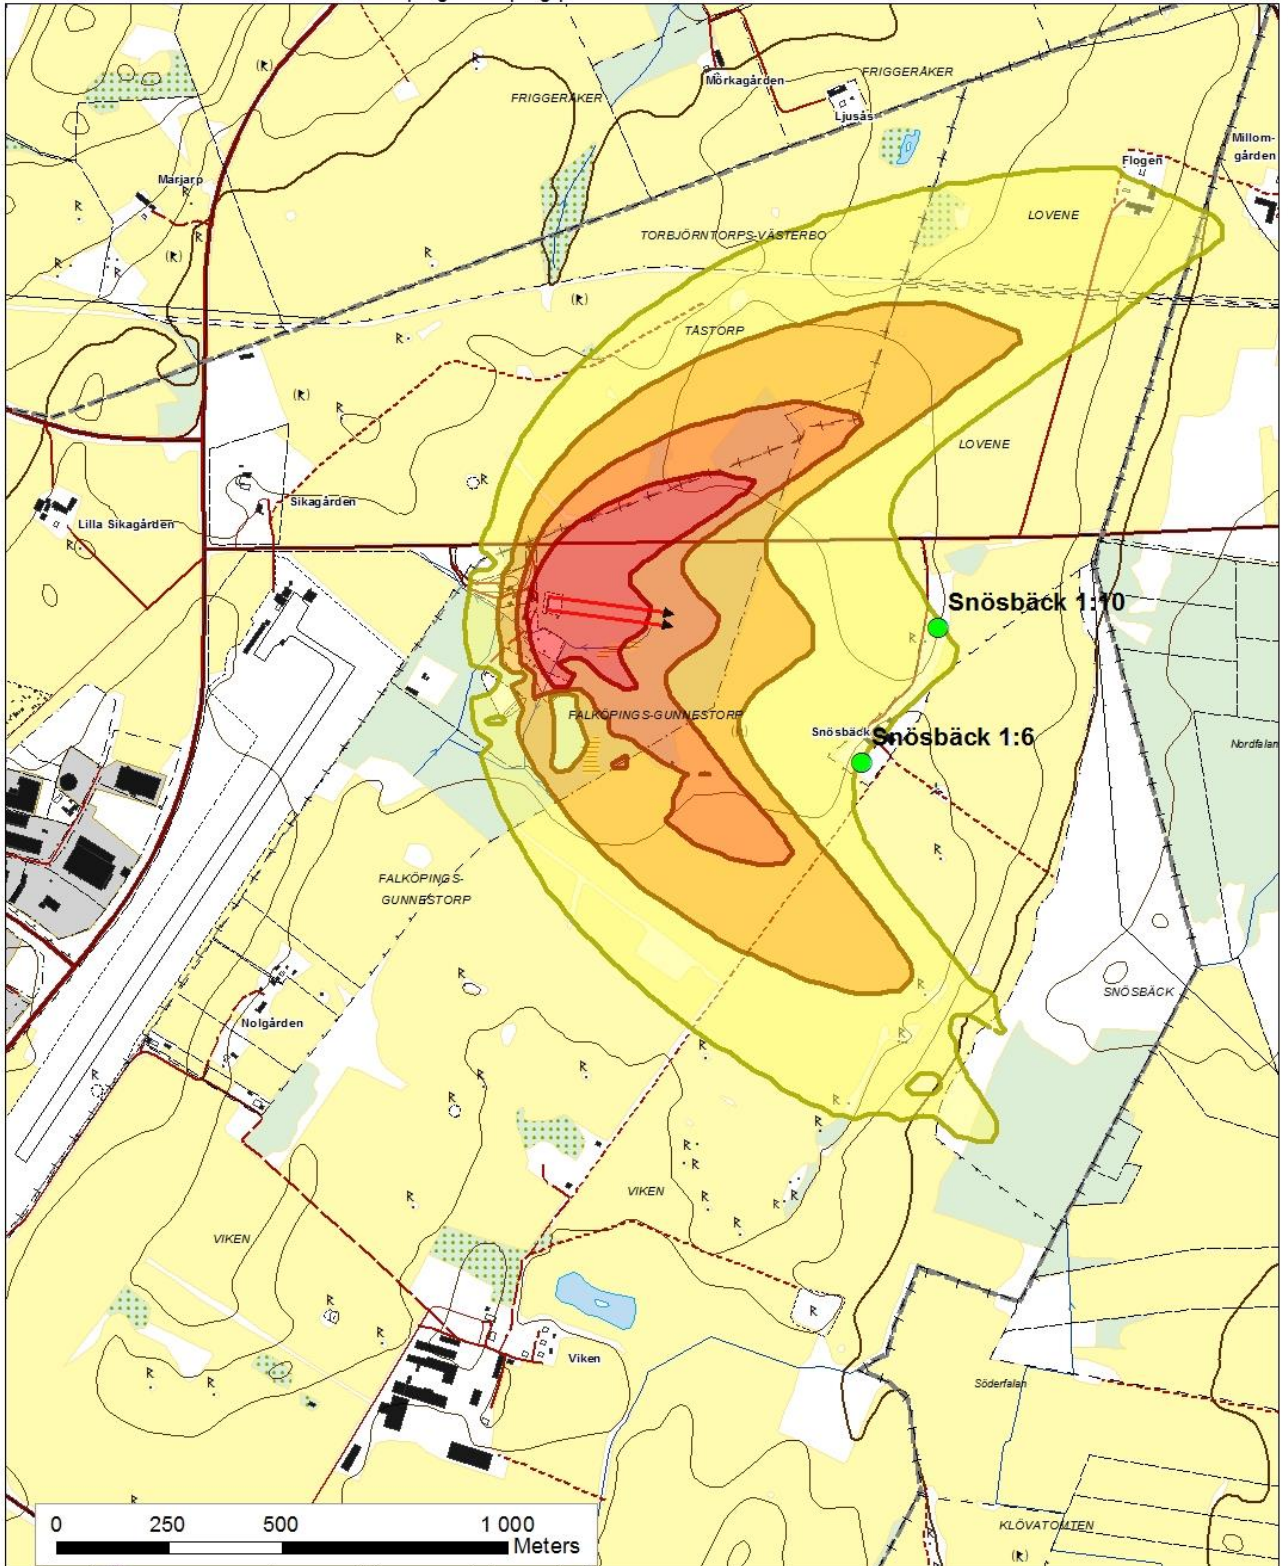 Mörkagården
FRIGGERÅKER
FRIGGERÅKER
Ljusås
Millom-
gården
Flogen
Marjarp
R
(R)
LOVENE
TORBJÖRNTORPS-VÄSTERBO
TÅSTORP
LOVENE
Sikagården
Lilla Sikagården
Snösbäck 1:10
FALKÖPINGS-GUNNESTORP
Snösbäck
Snösbäck 1:6
Nordfalan
FALKÖPINGS-
GUNNESTORP
SNÖSBÄCK
Nolgården
VIKEN
VIKEN
Viken
Söderfalan
KLÖVATOMTEN
(R)
0 250 500 1 000
Meters